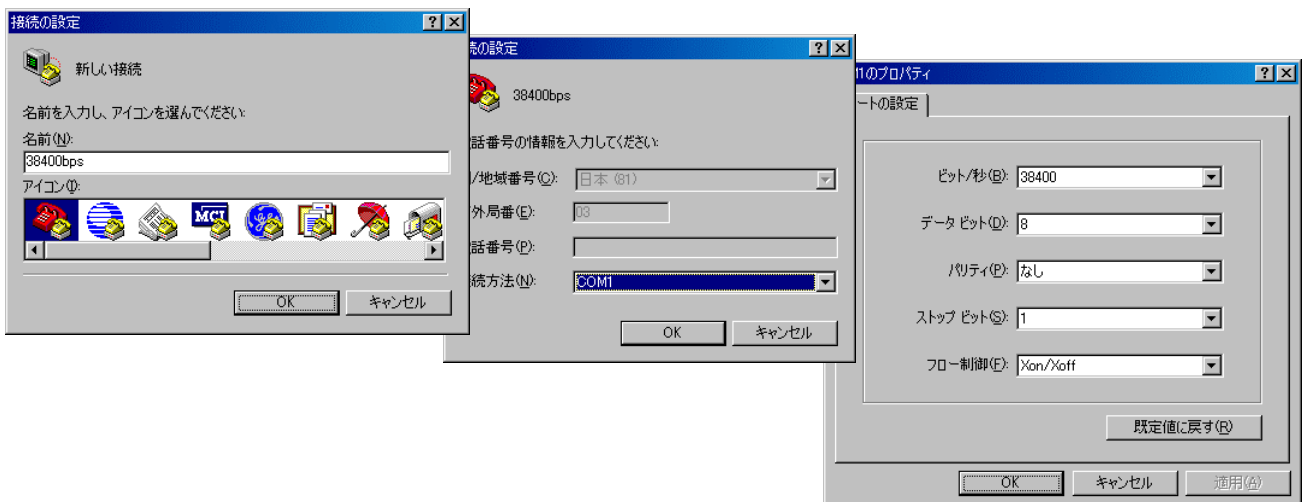 接続の設定
新しい接続
名前を入力し、アイコンを選んでください:
名前(N):
38400bps
アイコン(I):
MCI
OK
キャンセル
続の設定
38400bps
話番号の情報を入力してください:
/地域番号(C):
日本 (81)
外局番(E):
03
話番号(P):
続方法(N):
COM1
OK
キャンセル
M1のプロパティ
ートの設定
ビット/秒(B):
38400
データ ビット(D):
8
パリティ(P):
なし
ストップ ビット(S):
1
フロー制御(F):
Xon/Xoff
既定値に戻す(R)
OK
キャンセル
適用(A)